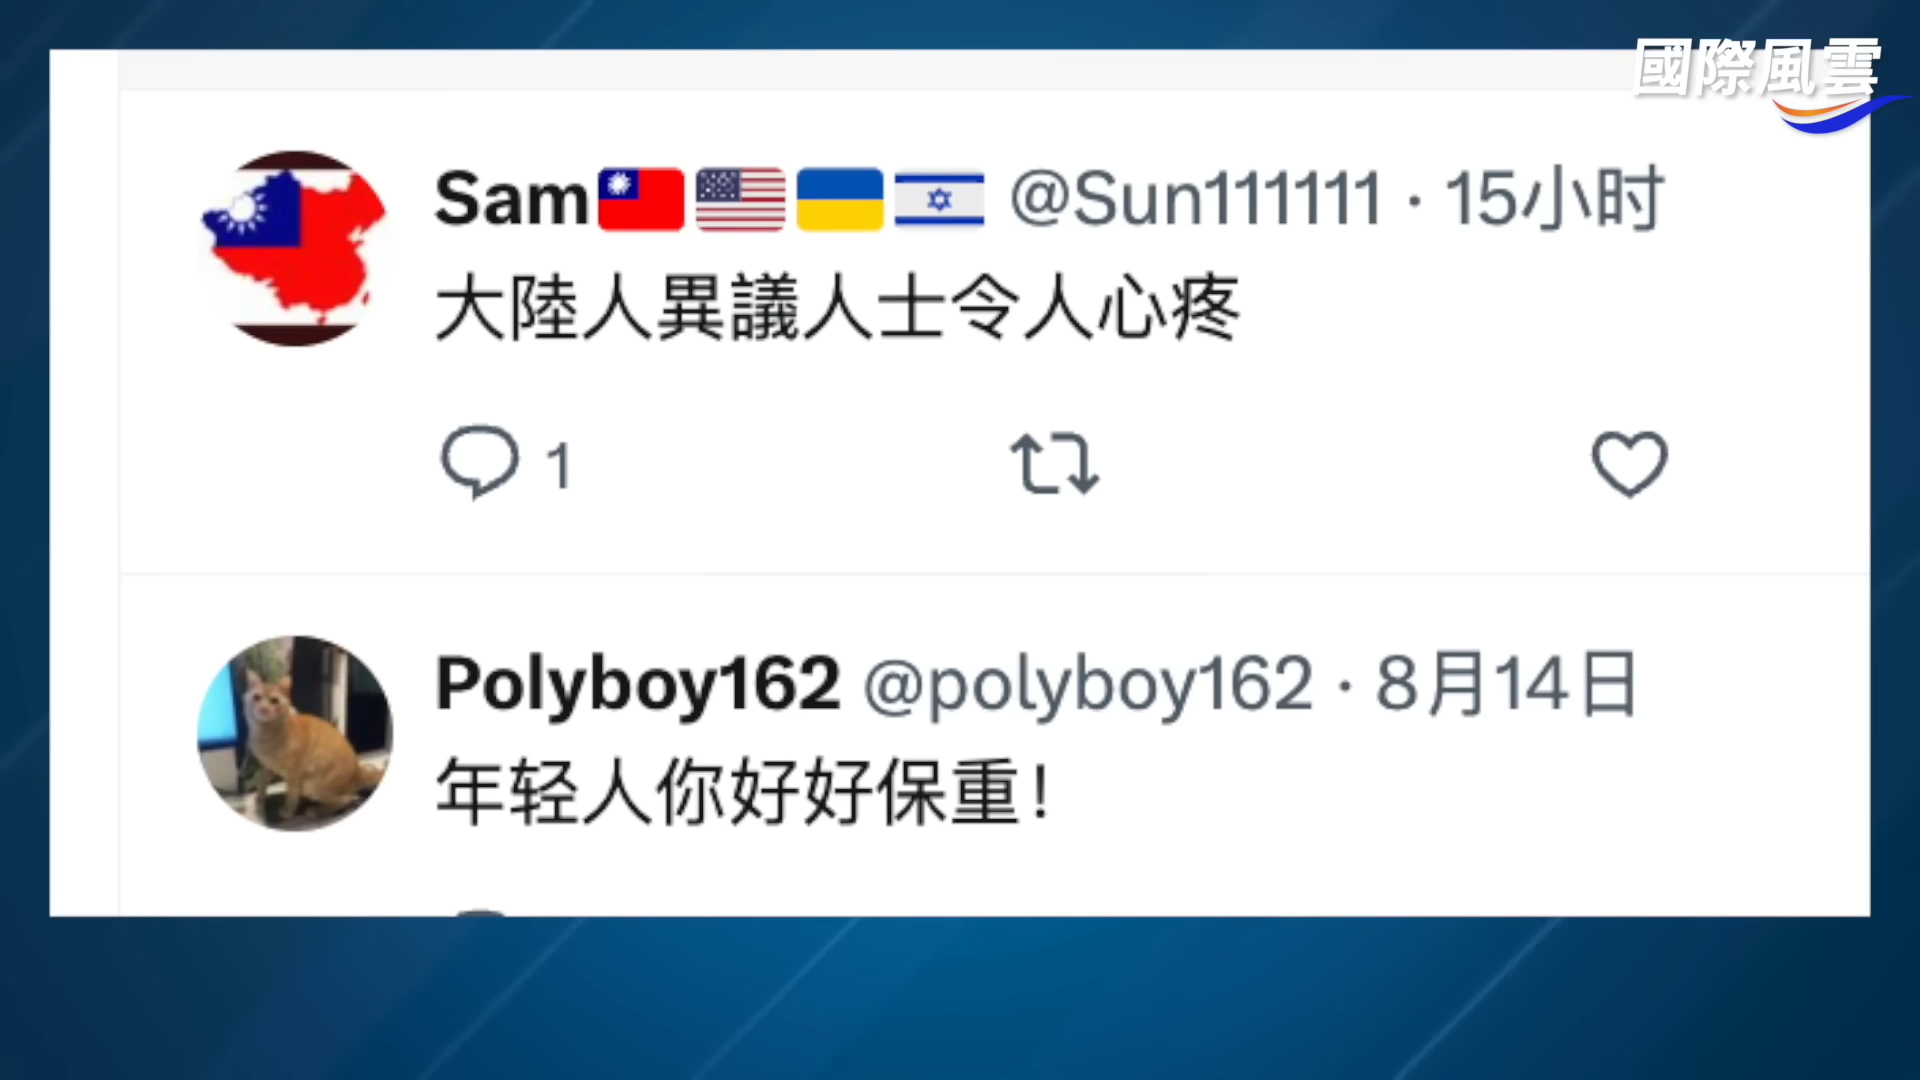 國際風雲
Sam🇹🇼🇺🇸🇺🇦🇮🇱 @Sun111111 · 15小时
大陸人異議人士令人心疼
1
Polyboy162 @polyboy162 · 8月14日
年轻人你好好保重！